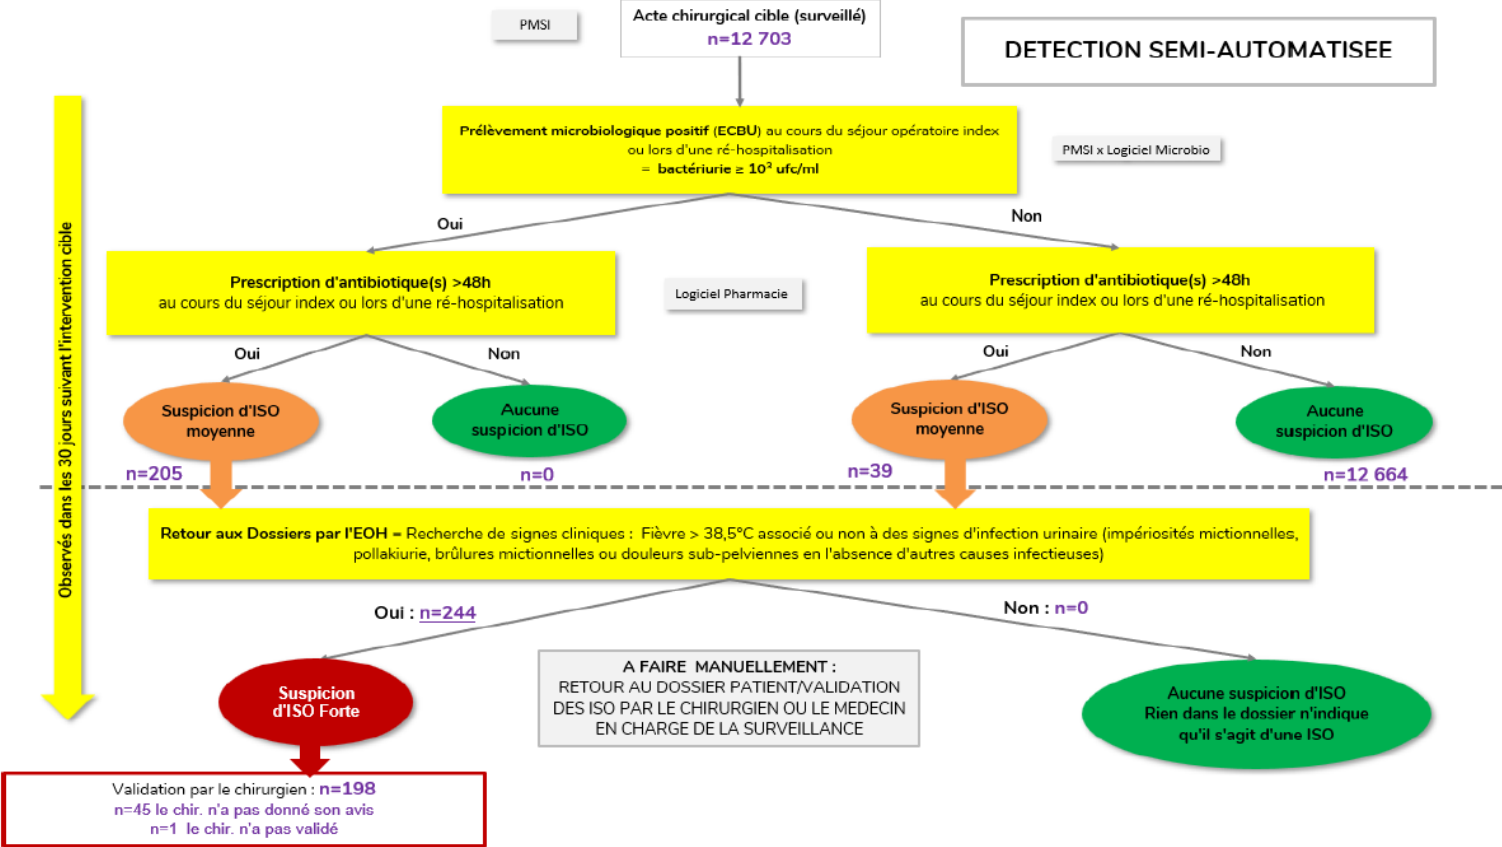 PMSI
Acte chirurgical cible (surveillé)
n=12 703
DETECTION SEMI-AUTOMATISEE
Prélèvement microbiologique positif (ECBU) au cours du séjour opératoire index
ou lors d'une ré-hospitalisation
= bactériurie ≥ 10³ ufc/ml
PMSI x Logiciel Microbio
Oui
Non
Prescription d'antibiotique(s) >48h
au cours du séjour index ou lors d'une ré-hospitalisation
Logiciel Pharmacie
Prescription d'antibiotique(s) >48h
au cours du séjour index ou lors d'une ré-hospitalisation
Oui
Non
Oui
Non
Suspicion d'ISO
moyenne
Aucune
suspicion d'ISO
Suspicion d'ISO
moyenne
Aucune
suspicion d'ISO
n=205
n=0
n=39
n=12 664
Observés dans les 30 jours suivant l'intervention cible
Retour aux Dossiers par l'EOH = Recherche de signes cliniques : Fièvre > 38,5°C associé ou non à des signes d'infection urinaire (impériosités mictionnelles,
pollakiurie, brûlures mictionnelles ou douleurs sub-pelviennes en l'absence d'autres causes infectieuses)
Oui : n=244
Non : n=0
Suspicion
d'ISO Forte
A FAIRE MANUELLEMENT :
RETOUR AU DOSSIER PATIENT/VALIDATION
DES ISO PAR LE CHIRURGIEN OU LE MEDECIN
EN CHARGE DE LA SURVEILLANCE
Aucune suspicion d'ISO
Rien dans le dossier n'indique
qu'il s'agit d'une ISO
Validation par le chirurgien : n=198
n=45 le chir. n'a pas donné son avis
n=1 le chir. n'a pas validé